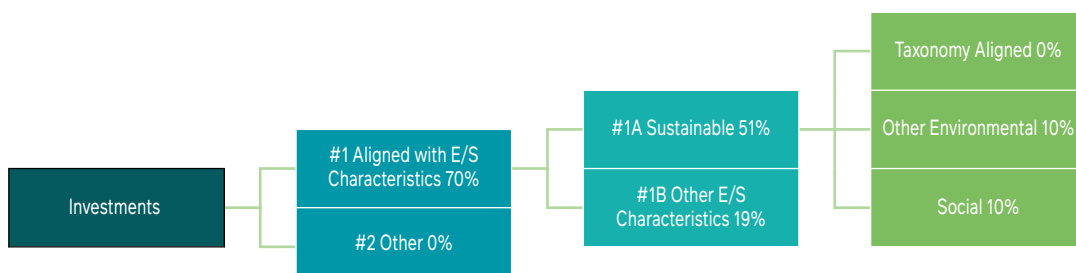 Investments
#1 Aligned with E/S
Characteristics 70%
#2 Other 0%
#1A Sustainable 51%
#1B Other E/S
Characteristics 19%
Taxonomy Aligned 0%
Other Environmental 10%
Social 10%